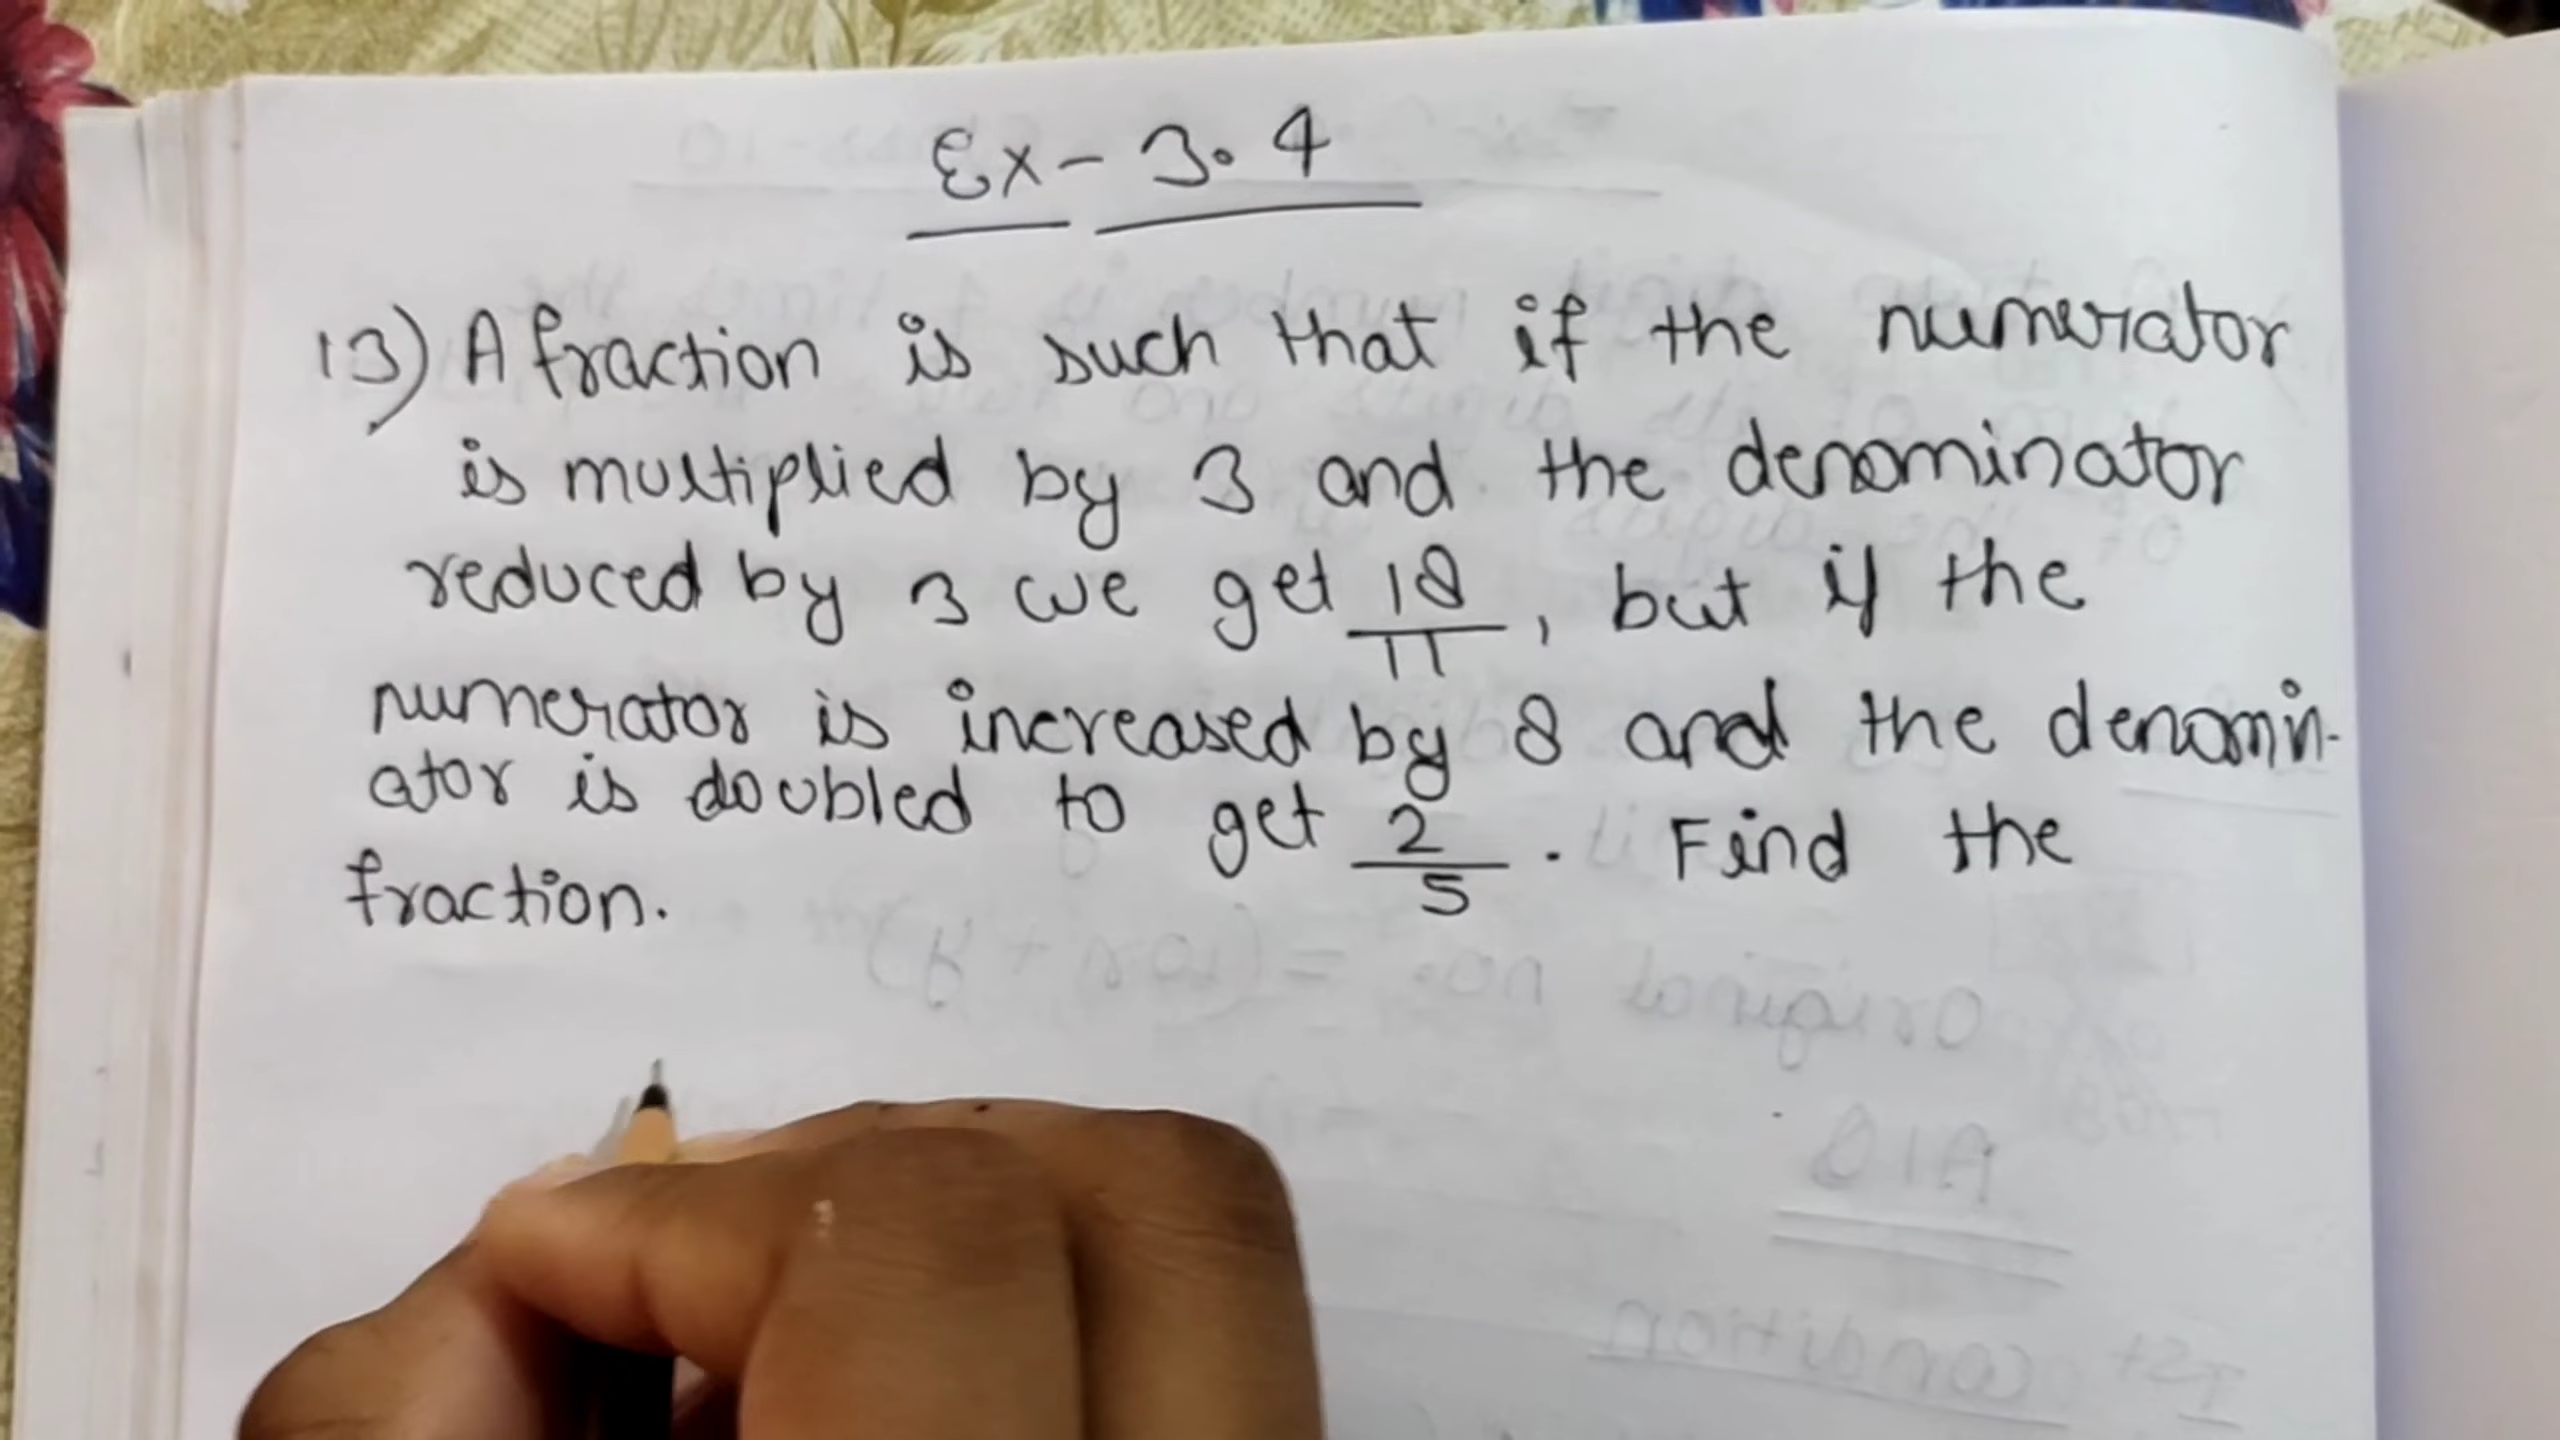 Ex- 3.4
13) A fraction is such that if the numerator
is multiplied by 3 and the denominator
reduced by 3 we get 18/11, but if the
numerator is increased by 8 and the denomin-
ator is doubled to get 2/5. Find the
fraction.